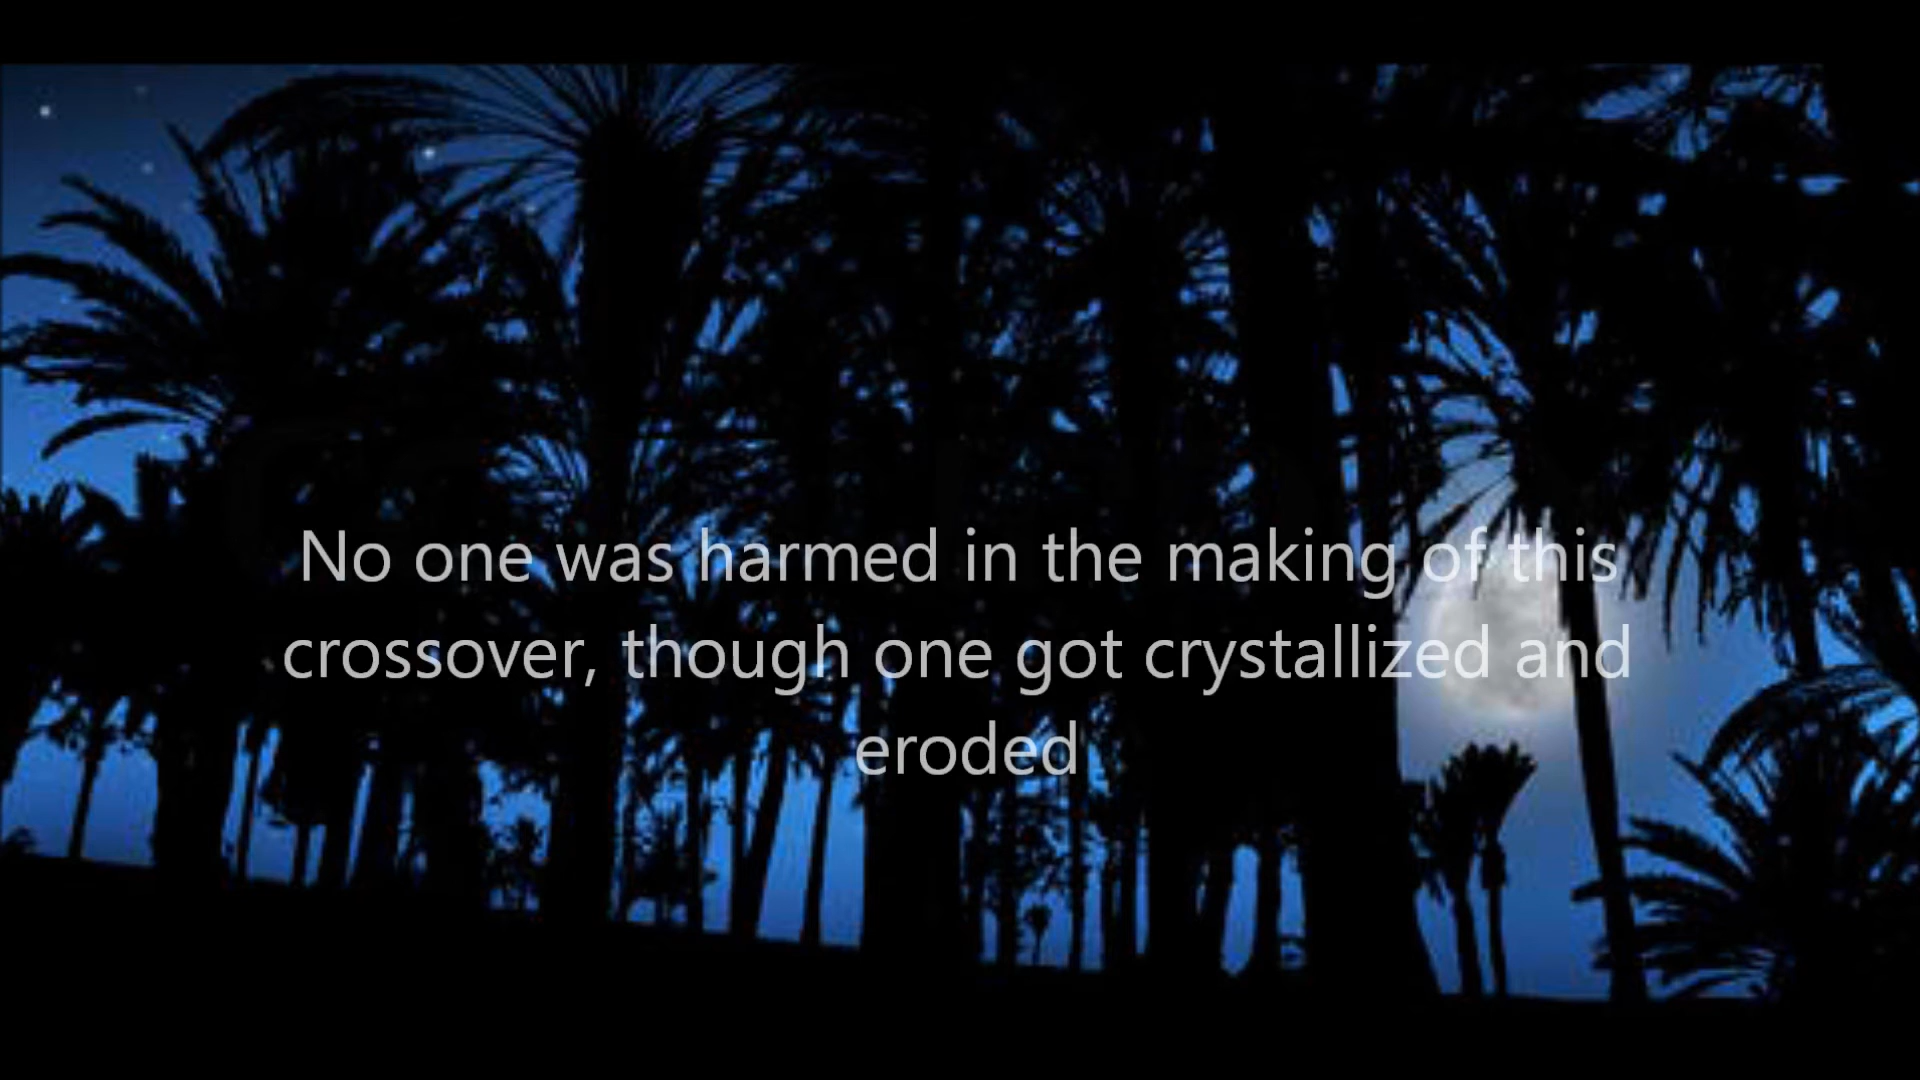 No one was harmed in the making of this
crossover, though one got crystallized and
eroded